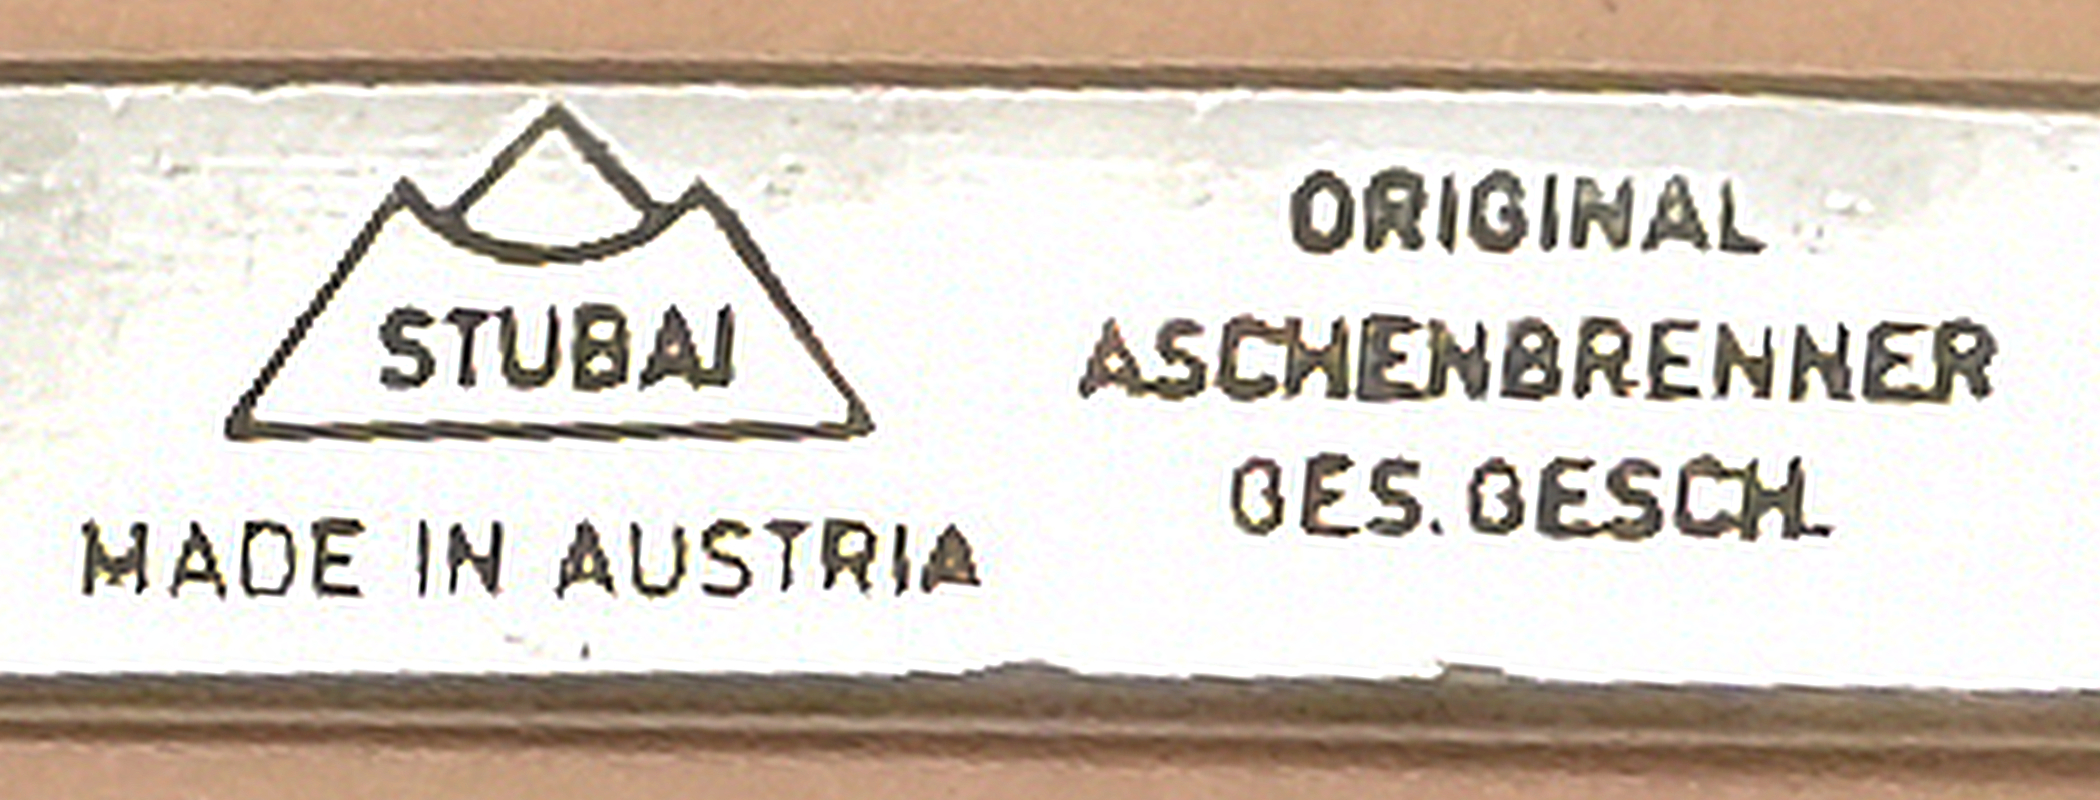 STUBAI
MADE IN AUSTRIA
ORIGINAL
ASCHENBRENNER
GES.GESCH.